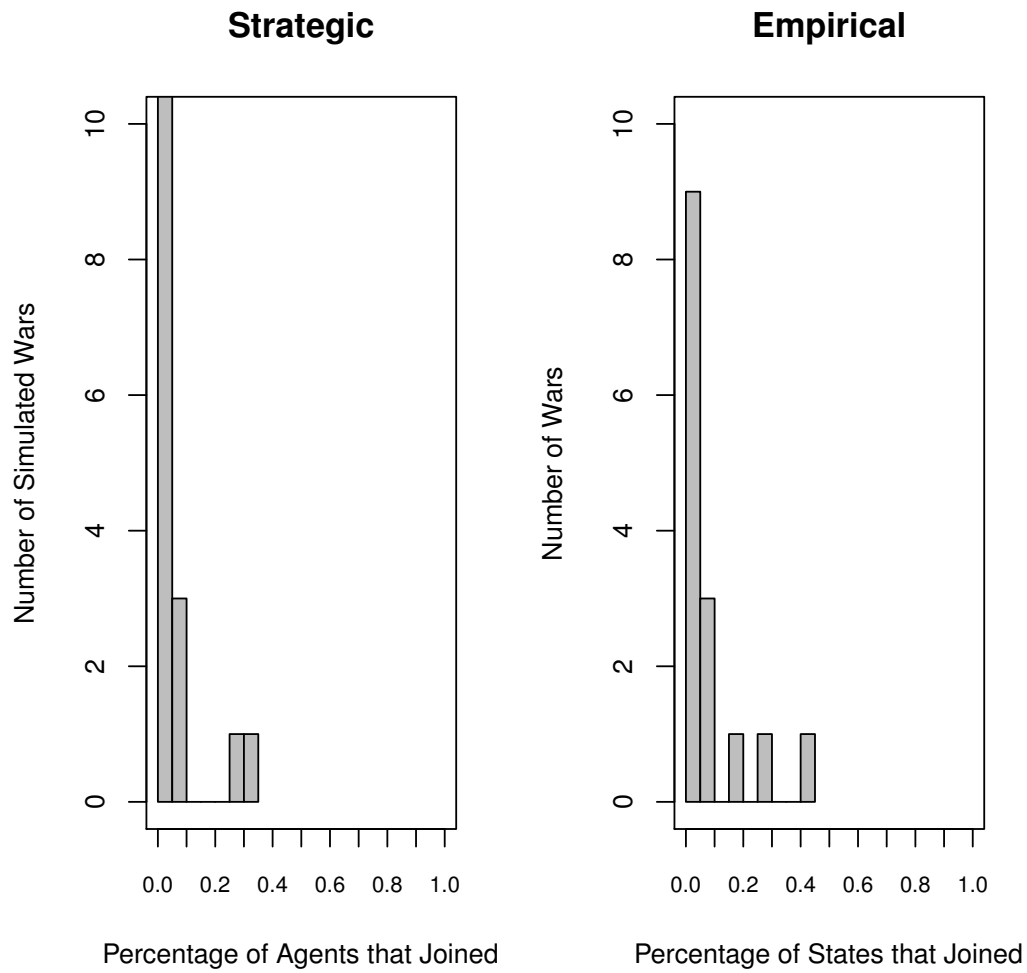 Strategic
Number of Simulated Wars
10
8
6
4
2
0
0.0 0.2 0.4 0.6 0.8 1.0
Percentage of Agents that Joined
Empirical
Number of Wars
10
8
6
4
2
0
0.0 0.2 0.4 0.6 0.8 1.0
Percentage of States that Joined